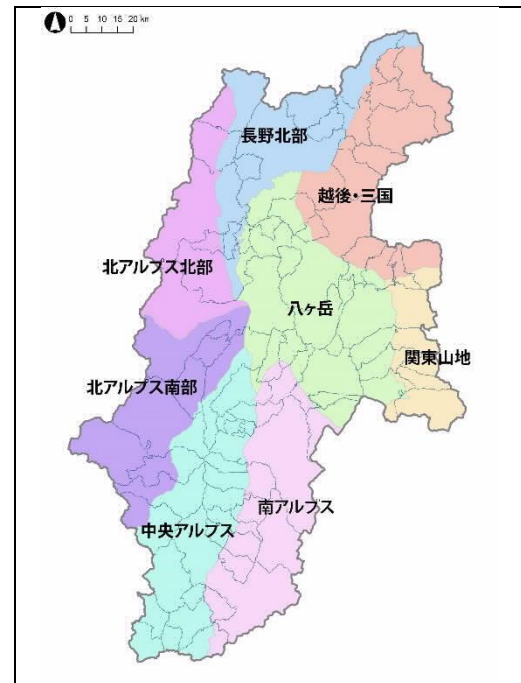 0 5 10 15 20 km
長野北部
越後・三国
北アルプス北部
八ヶ岳
関東山地
北アルプス南部
南アルプス
中央アルプス